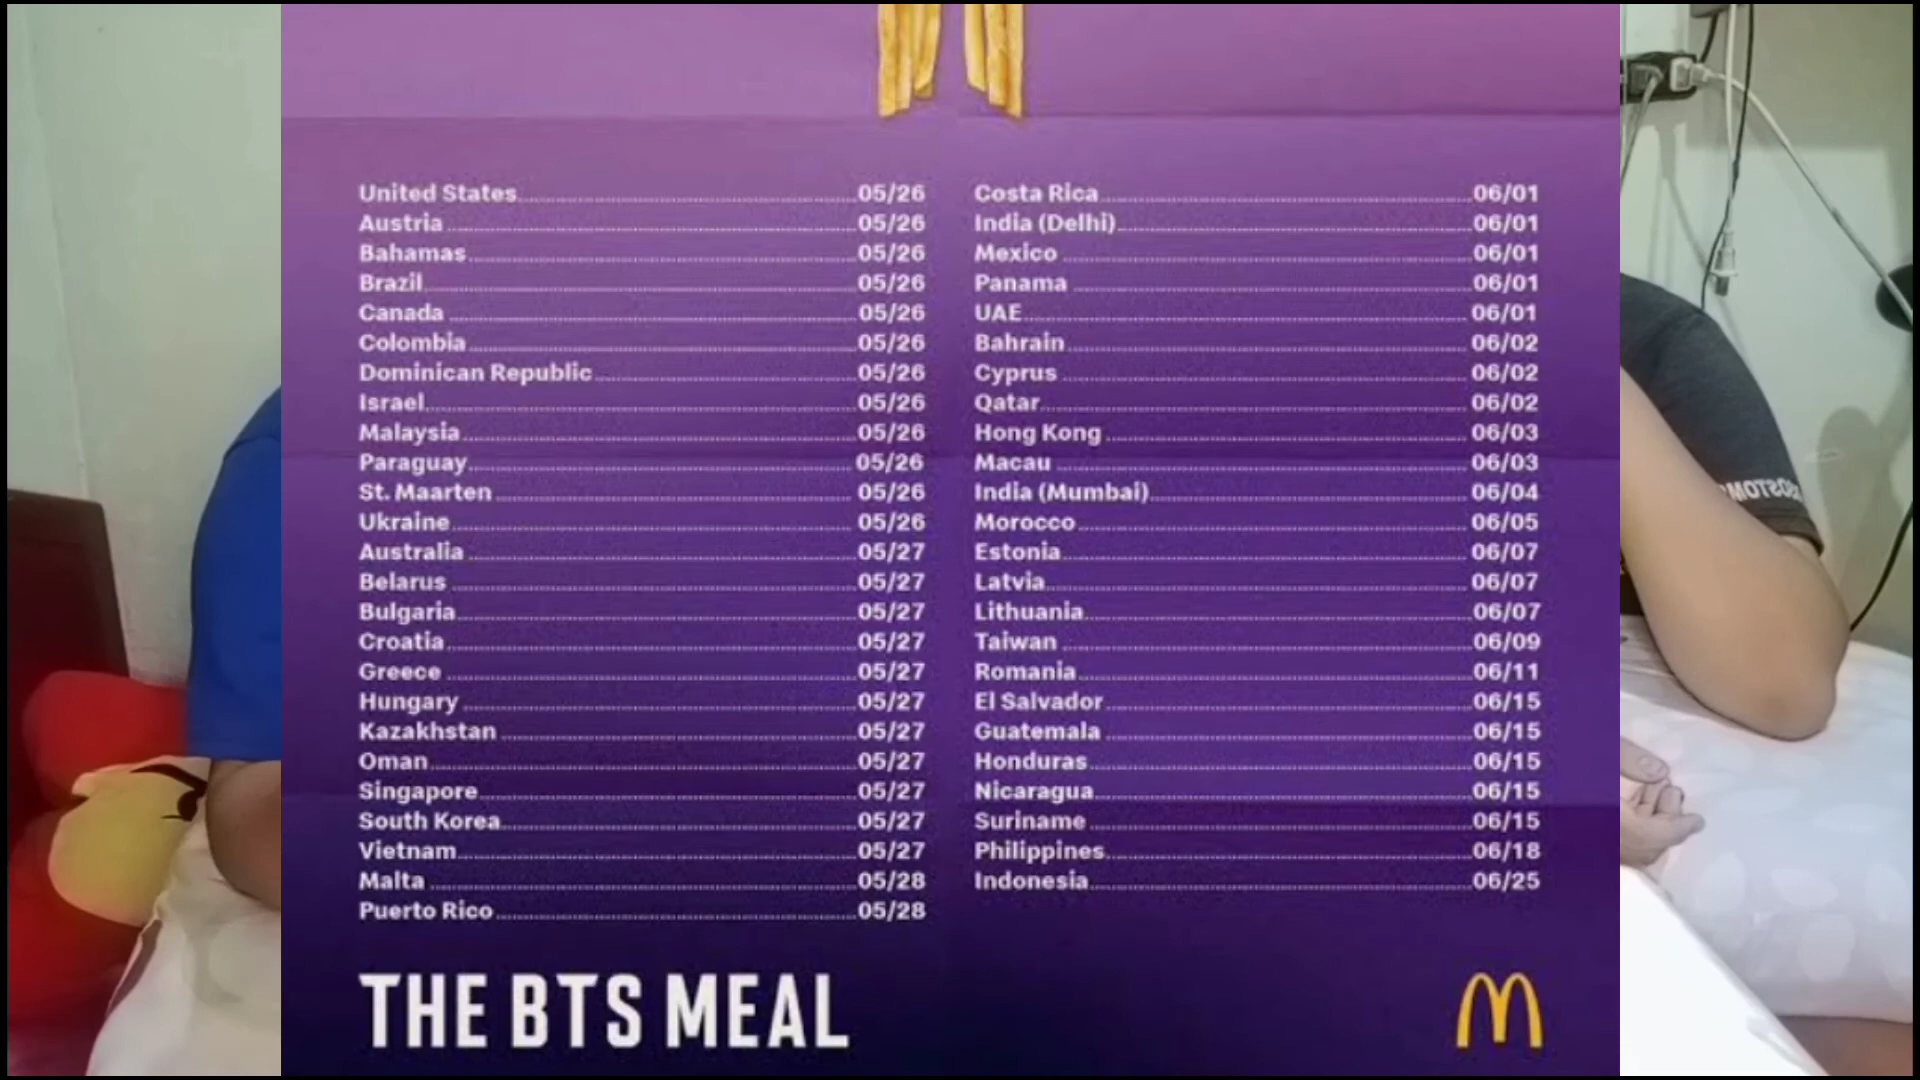 United States 05/26
Austria 05/26
Bahamas 05/26
Brazil 05/26
Canada 05/26
Colombia 05/26
Dominican Republic 05/26
Israel 05/26
Malaysia 05/26
Paraguay 05/26
St. Maarten 05/26
Ukraine 05/26
Australia 05/27
Belarus 05/27
Bulgaria 05/27
Croatia 05/27
Greece 05/27
Hungary 05/27
Kazakhstan 05/27
Oman 05/27
Singapore 05/27
South Korea 05/27
Vietnam 05/27
Malta 05/28
Puerto Rico 05/28
Costa Rica 06/01
India (Delhi) 06/01
Mexico 06/01
Panama 06/01
UAE 06/01
Bahrain 06/02
Cyprus 06/02
Qatar 06/02
Hong Kong 06/03
Macau 06/03
India (Mumbai) 06/04
Morocco 06/05
Estonia 06/07
Latvia 06/07
Lithuania 06/07
Taiwan 06/09
Romania 06/11
El Salvador 06/15
Guatemala 06/15
Honduras 06/15
Nicaragua 06/15
Suriname 06/15
Philippines 06/18
Indonesia 06/25
THE BTS MEAL